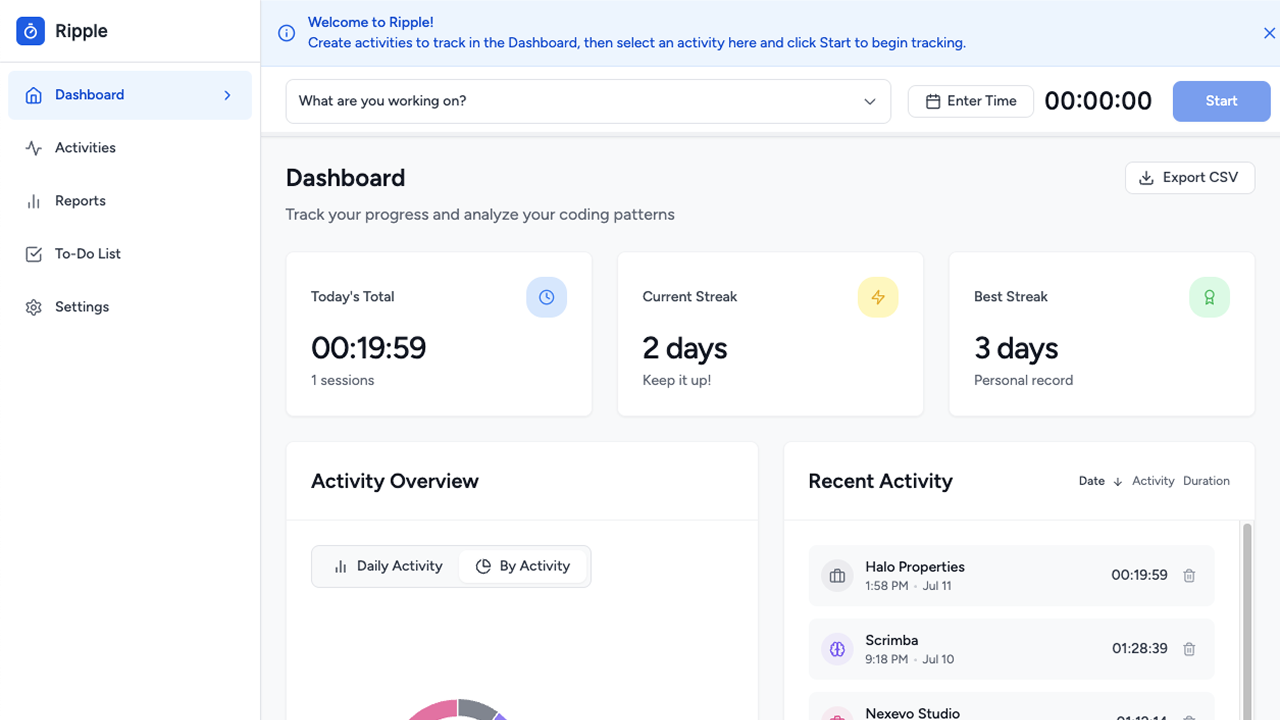 Ripple
Dashboard
Activities
Reports
To-Do List
Settings
Welcome to Ripple!
Create activities to track in the Dashboard, then select an activity here and click Start to begin tracking.
What are you working on?
Enter Time
00:00:00
Start
Dashboard
Export CSV
Track your progress and analyze your coding patterns
Today's Total
00:19:59
1 sessions
Current Streak
2 days
Keep it up!
Best Streak
3 days
Personal record
Activity Overview
Daily Activity
By Activity
Recent Activity
Date ↓ Activity Duration
Halo Properties
1:58 PM • Jul 11
00:19:59
Scrimba
9:18 PM • Jul 10
01:28:39
Nexevo Studio